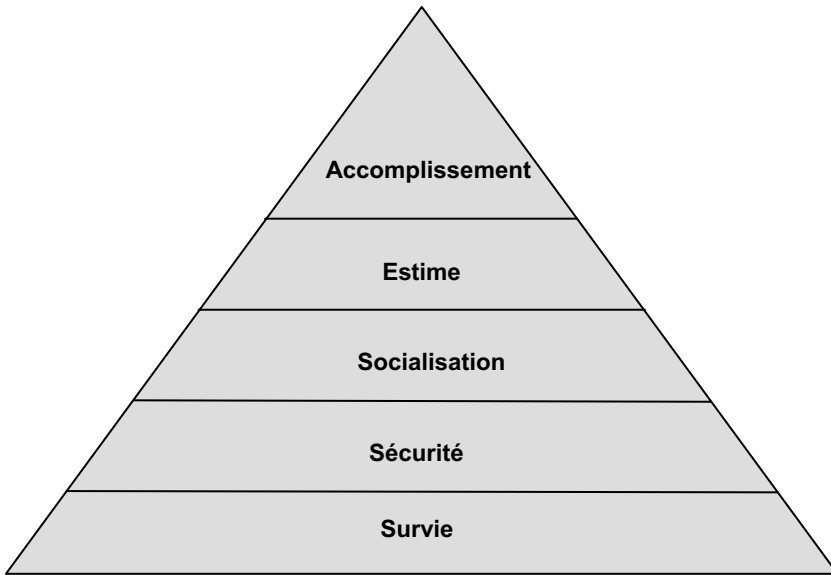 Accomplissement
Estime
Socialisation
Sécurité
Survie